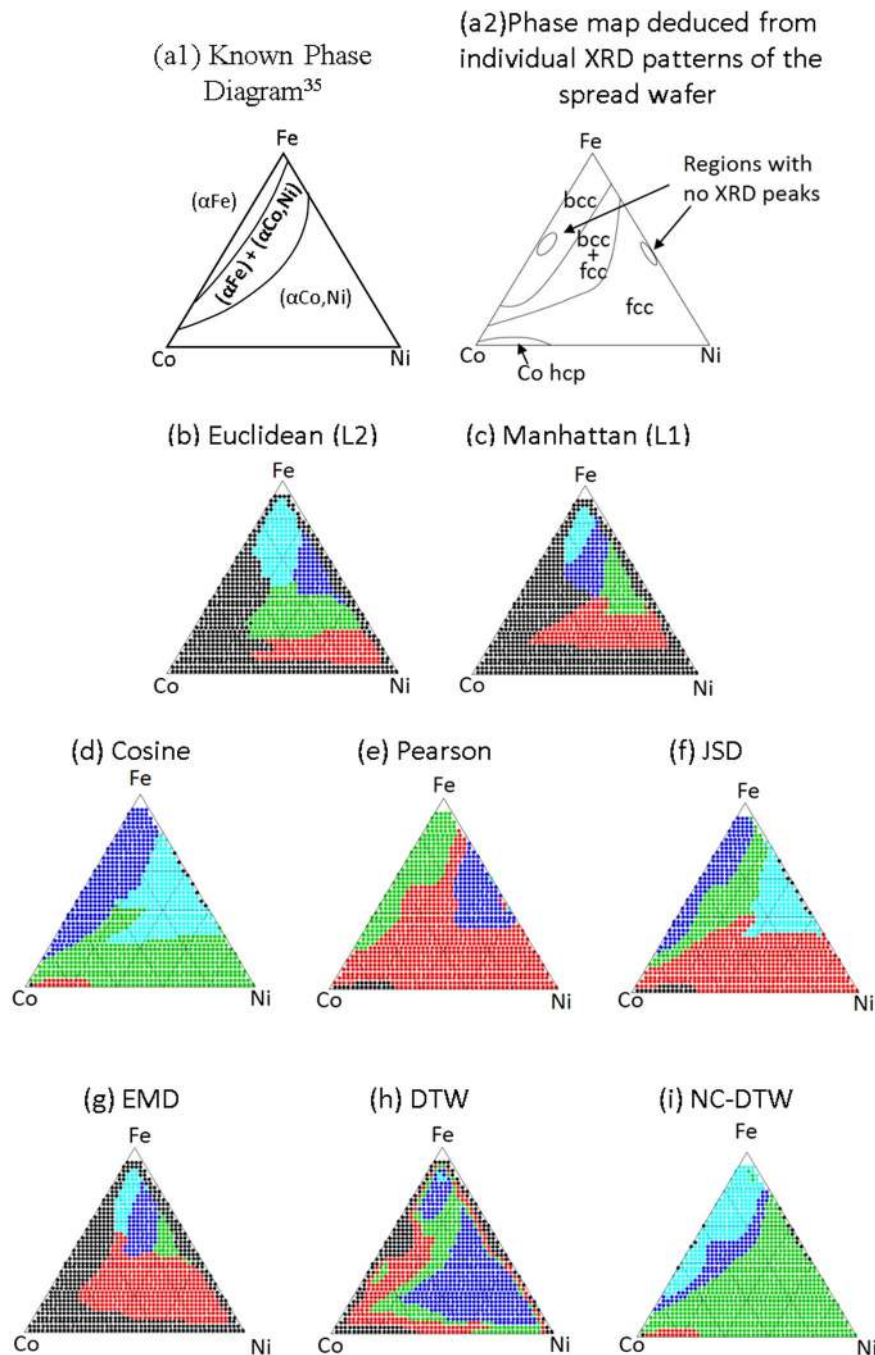 (a1) Known Phase
Diagram³⁵
(a2)Phase map deduced from
individual XRD patterns of the
spread wafer
Fe
(αFe)
(αFe) + (αCo,Ni)
(αCo,Ni)
Co
Ni
Fe
Regions with
no XRD peaks
bcc
bcc
+
fcc
fcc
Co
Ni
Co hcp
(b) Euclidean (L2)
(c) Manhattan (L1)
Fe
Fe
Co
Ni
Co
Ni
(d) Cosine
(e) Pearson
(f) JSD
Fe
Fe
Fe
Co
Ni
Co
Ni
Co
Ni
(g) EMD
(h) DTW
(i) NC-DTW
Fe
Fe
Fe
Co
Ni
Co
Ni
Co
Ni